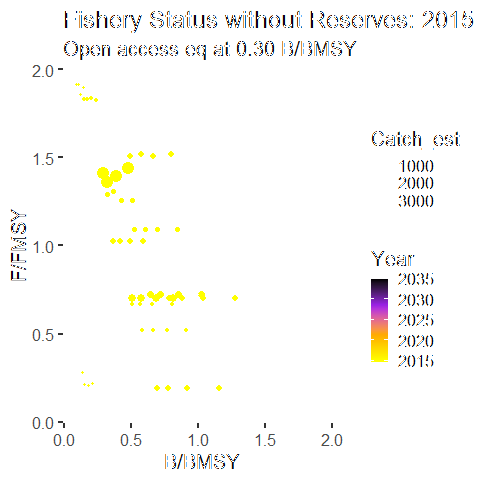 Fishery Status without Reserves: 2015
Open access eq at 0.30 B/BMSY
2.0
1.5
1.0
0.5
0.0
F/FMSY
0.0 0.5 1.0 1.5 2.0
B/BMSY
Catch_est
1000
2000
3000
Year
2035
2030
2025
2020
2015